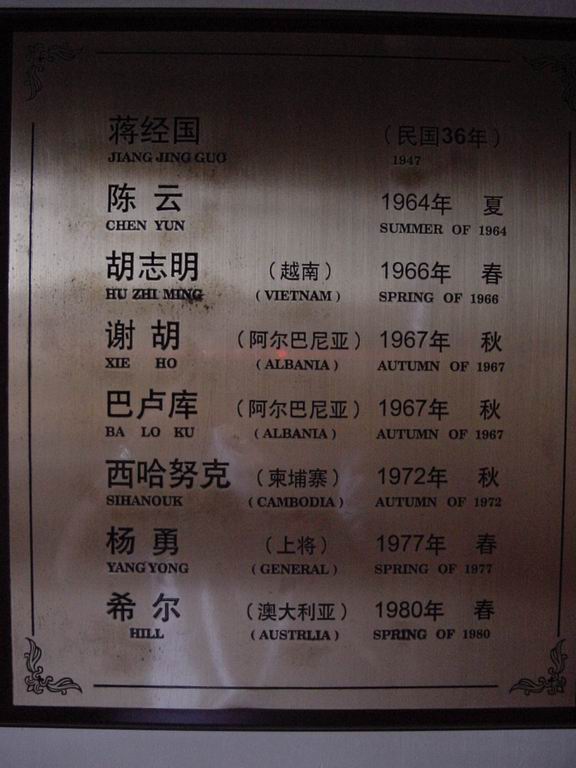 蒋经国 （民国36年）
JIANG JING GUO 1947
陈 云 1964年 夏
CHEN YUN SUMMER OF 1964
胡志明 （越南） 1966年 春
HU ZHI MING （VIETNAM） SPRING OF 1966
谢 胡 （阿尔巴尼亚） 1967年 秋
XIE HO （ALBANIA） AUTUMN OF 1967
巴卢库 （阿尔巴尼亚） 1967年 秋
BA LO KU （ALBANIA） AUTUMN OF 1967
西哈努克 （柬埔寨） 1972年 秋
SIHANOUK （CAMBODIA） AUTUMN OF 1972
杨 勇 （上将） 1977年 春
YANG YONG （GENERAL） SPRING OF 1977
希 尔 （澳大利亚） 1980年 春
HILL （AUSTRLIA） SPRING OF 1980